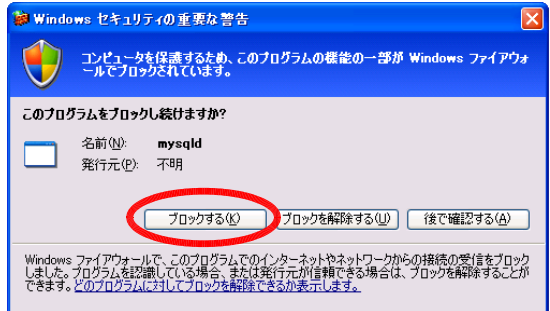 Windows セキュリティの重要な警告
コンピュータを保護するため、このプログラムの機能の一部が Windows ファイアウォ
ールでブロックされています。
このプログラムをブロックし続けますか?
名前(N): mysqld
発行元(P): 不明
ブロックする(K) ブロックを解除する(U) 後で確認する(A)
Windows ファイアウォールで、このプログラムでのインターネットやネットワークからの接続の受信をブロック
しました。プログラムを認識している場合、または発行元が信頼できる場合は、ブロックを解除することが
できます。どのプログラムに対してブロックを解除できるか表示します。